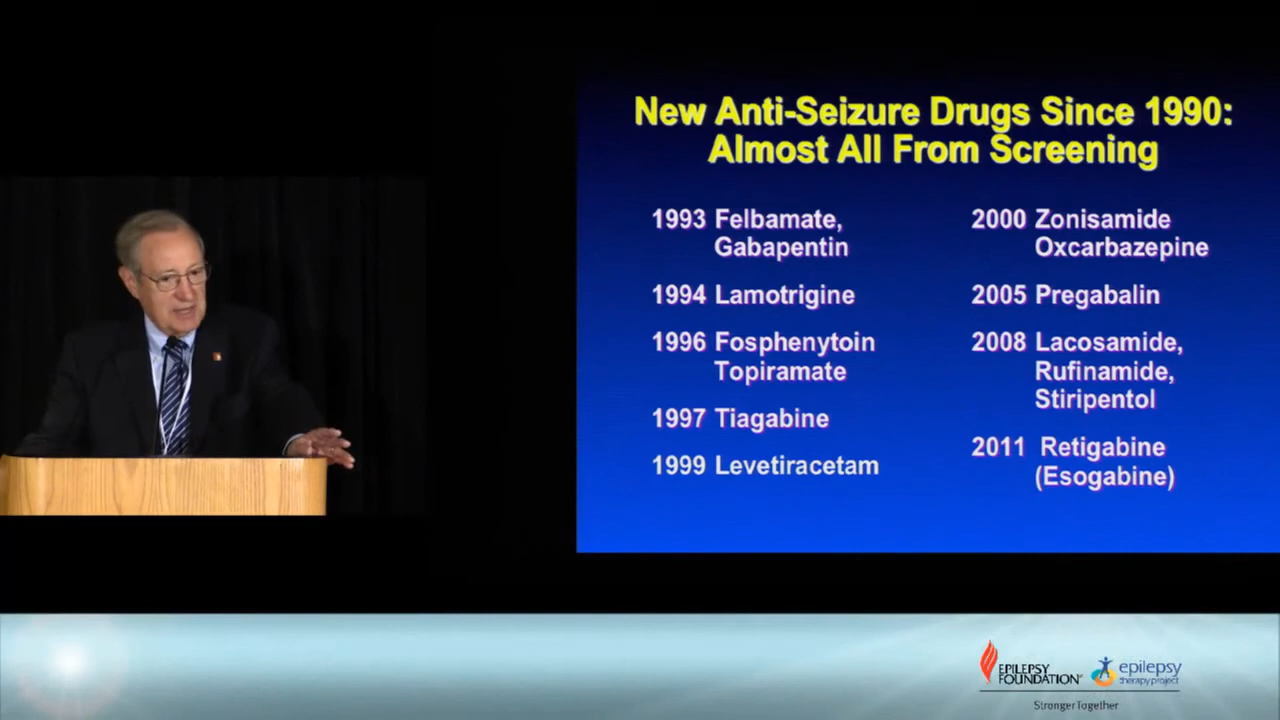 New Anti-Seizure Drugs Since 1990:
Almost All From Screening
1993 Felbamate,
Gabapentin
1994 Lamotrigine
1996 Fosphenytoin
Topiramate
1997 Tiagabine
1999 Levetiracetam
2000 Zonisamide
Oxcarbazepine
2005 Pregabalin
2008 Lacosamide,
Rufinamide,
Stiripentol
2011 Retigabine
(Esogabine)
EPILEPSY
FOUNDATION
epilepsy
therapy project
StrongerTogether